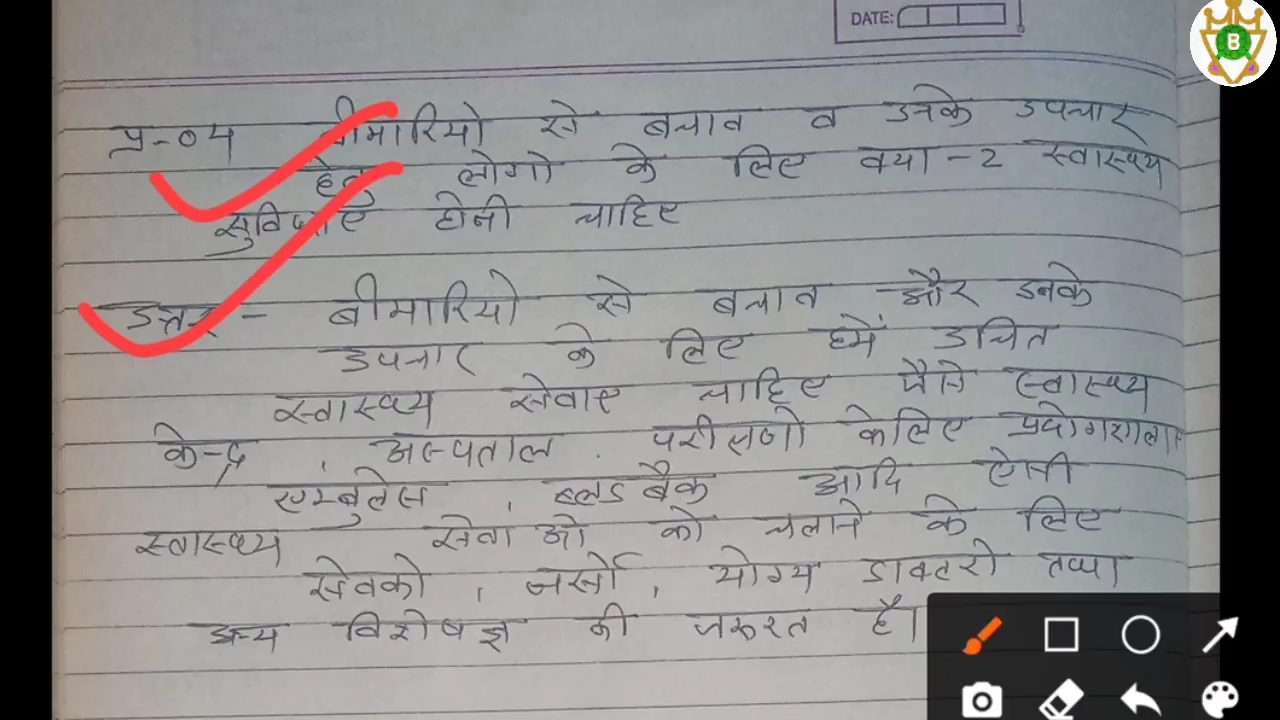 DATE:
B
प्र-04 बीमारियो से बचाव व उनके उपचार
हेतु लोगो के लिए क्या-2 स्वास्थ्य
सुविधाए होनी चाहिए
उत्तर - बीमारियो से बचाव और उनके
उपचार के लिए हमें उचित
स्वास्थ्य सेवाए चाहिए जैसे स्वास्थ्य
केन्द्र , अस्पताल . परीक्षणो केलिए प्रयोगशाला
एम्बुलेस , ब्लड बैक आदि ऐसी
स्वास्थ्य सेवा ओ को चलाने के लिए
सेवको , नर्सो , योग्य डाक्टरो तथा
अन्य विशेषज्ञ की जरूरत है।